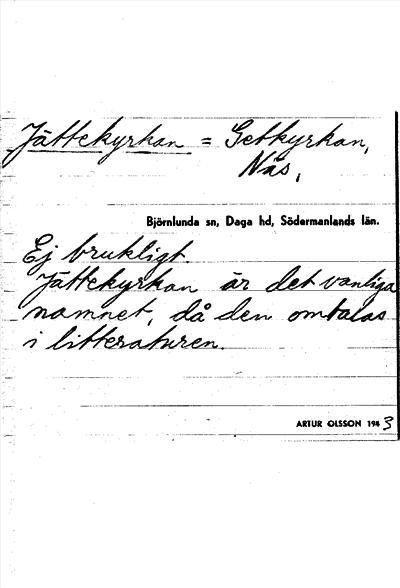 Jättekyrkan = Getkyrkan,
Näs,
Björnlunda sn, Daga hd, Södermanlands län.
Ej brukligt.
Jättekyrkan är det vanliga
namnet, då den omtalas
i litteraturen.
ARTUR OLSSON 1943